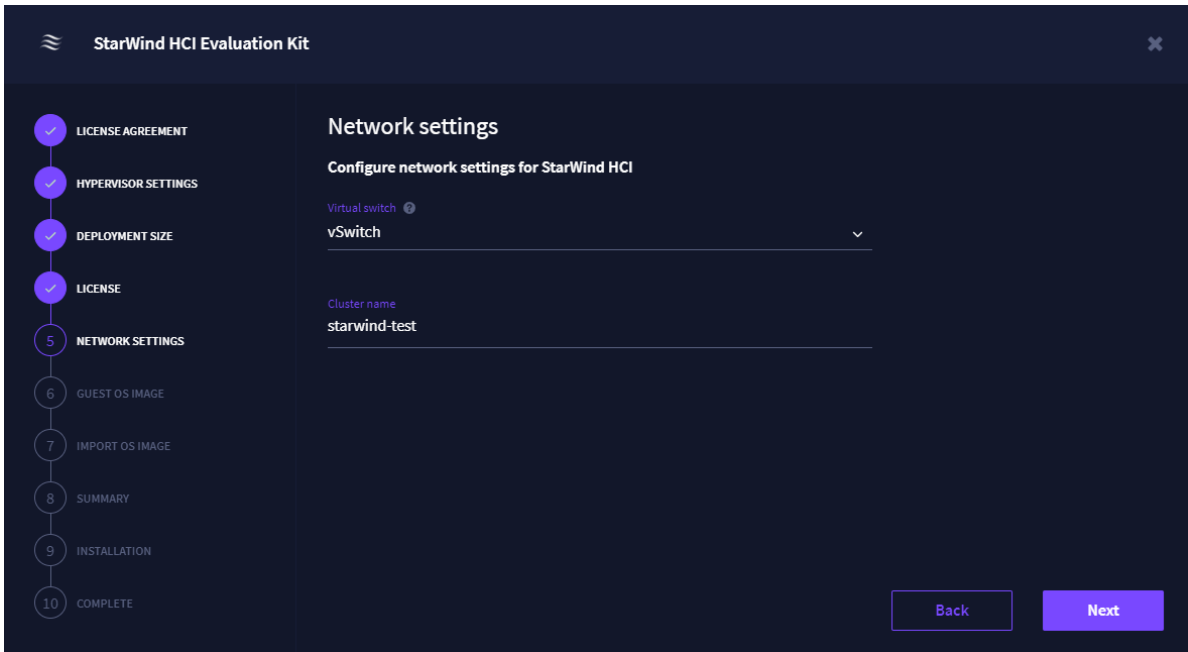 StarWind HCI Evaluation Kit
LICENSE AGREEMENT
HYPERVISOR SETTINGS
DEPLOYMENT SIZE
LICENSE
5 NETWORK SETTINGS
6 GUEST OS IMAGE
7 IMPORT OS IMAGE
8 SUMMARY
9 INSTALLATION
10 COMPLETE
Network settings
Configure network settings for StarWind HCI
Virtual switch ?
vSwitch
Cluster name
starwind-test
Back
Next